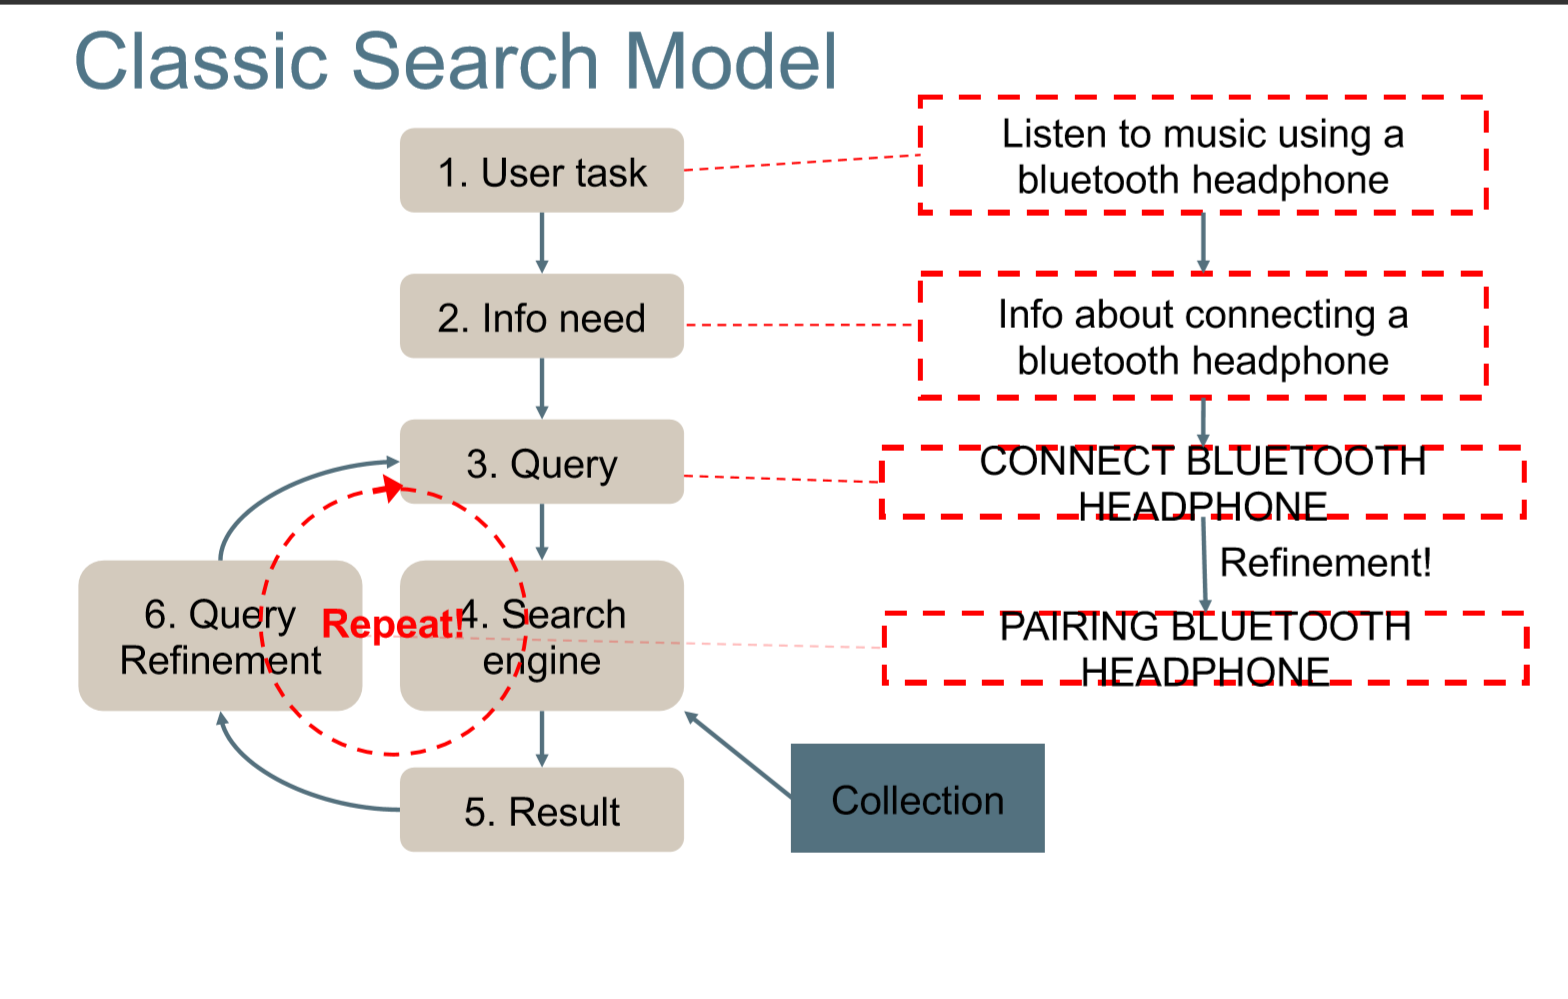 Classic Search Model
1. User task
Listen to music using a
bluetooth headphone
2. Info need
Info about connecting a
bluetooth headphone
3. Query
CONNECT BLUETOOTH
HEADPHONE
Refinement!
6. Query
Refinement
Repeat!
4. Search
engine
PAIRING BLUETOOTH
HEADPHONE
5. Result
Collection